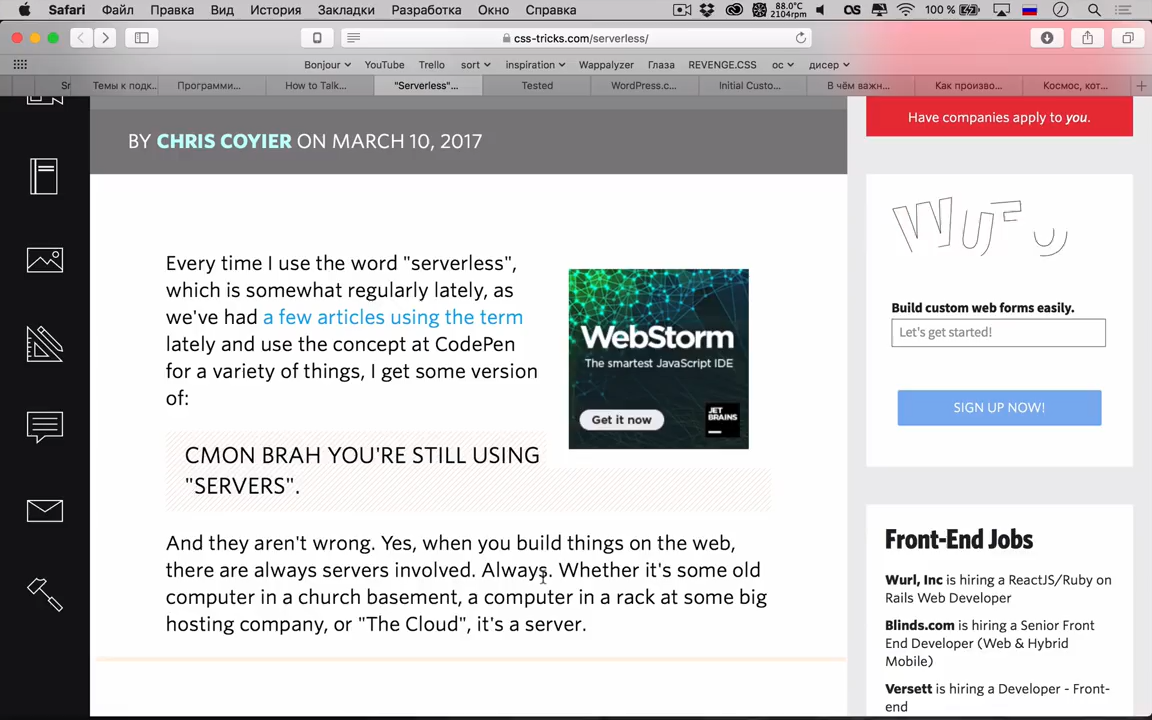 Safari Файл Правка Вид История Закладки Разработка Окно Справка
88.0°C
2104rpm
100 %
css-tricks.com/serverless/
Bonjour YouTube Trello sort inspiration Wappalyzer Глаза REVENGE.CSS ос дисер
Sr Темы к подк... Программи... How to Talk... "Serverless"... Tested WordPress.c... Initial Custo... В чём важн... Как произво... Космос, кот...
BY CHRIS COYIER ON MARCH 10, 2017
Every time I use the word "serverless",
which is somewhat regularly lately, as
we've had a few articles using the term
lately and use the concept at CodePen
for a variety of things, I get some version
of:
WebStorm
The smartest JavaScript IDE
Get it now
JET
BRAINS
CMON BRAH YOU'RE STILL USING
"SERVERS".
And they aren't wrong. Yes, when you build things on the web,
there are always servers involved. Always. Whether it's some old
computer in a church basement, a computer in a rack at some big
hosting company, or "The Cloud", it's a server.
Have companies apply to you.
WUFU
Build custom web forms easily.
Let's get started!
SIGN UP NOW!
Front-End Jobs
Wurl, Inc is hiring a ReactJS/Ruby on
Rails Web Developer
Blinds.com is hiring a Senior Front
End Developer (Web & Hybrid
Mobile)
Versett is hiring a Developer - Front-
end